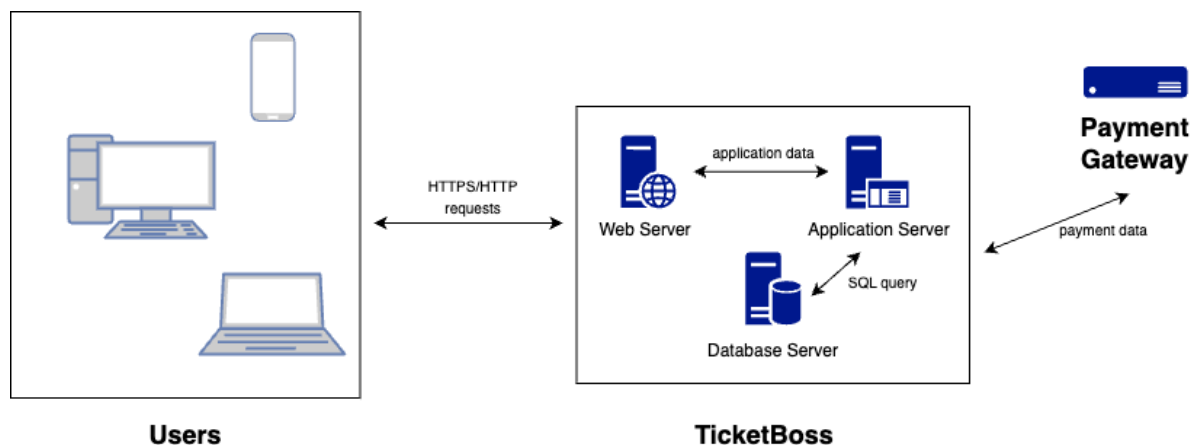 Payment
Gateway
application data
HTTPS/HTTP
requests
Web Server
Application Server
payment data
SQL query
Database Server
Users
TicketBoss